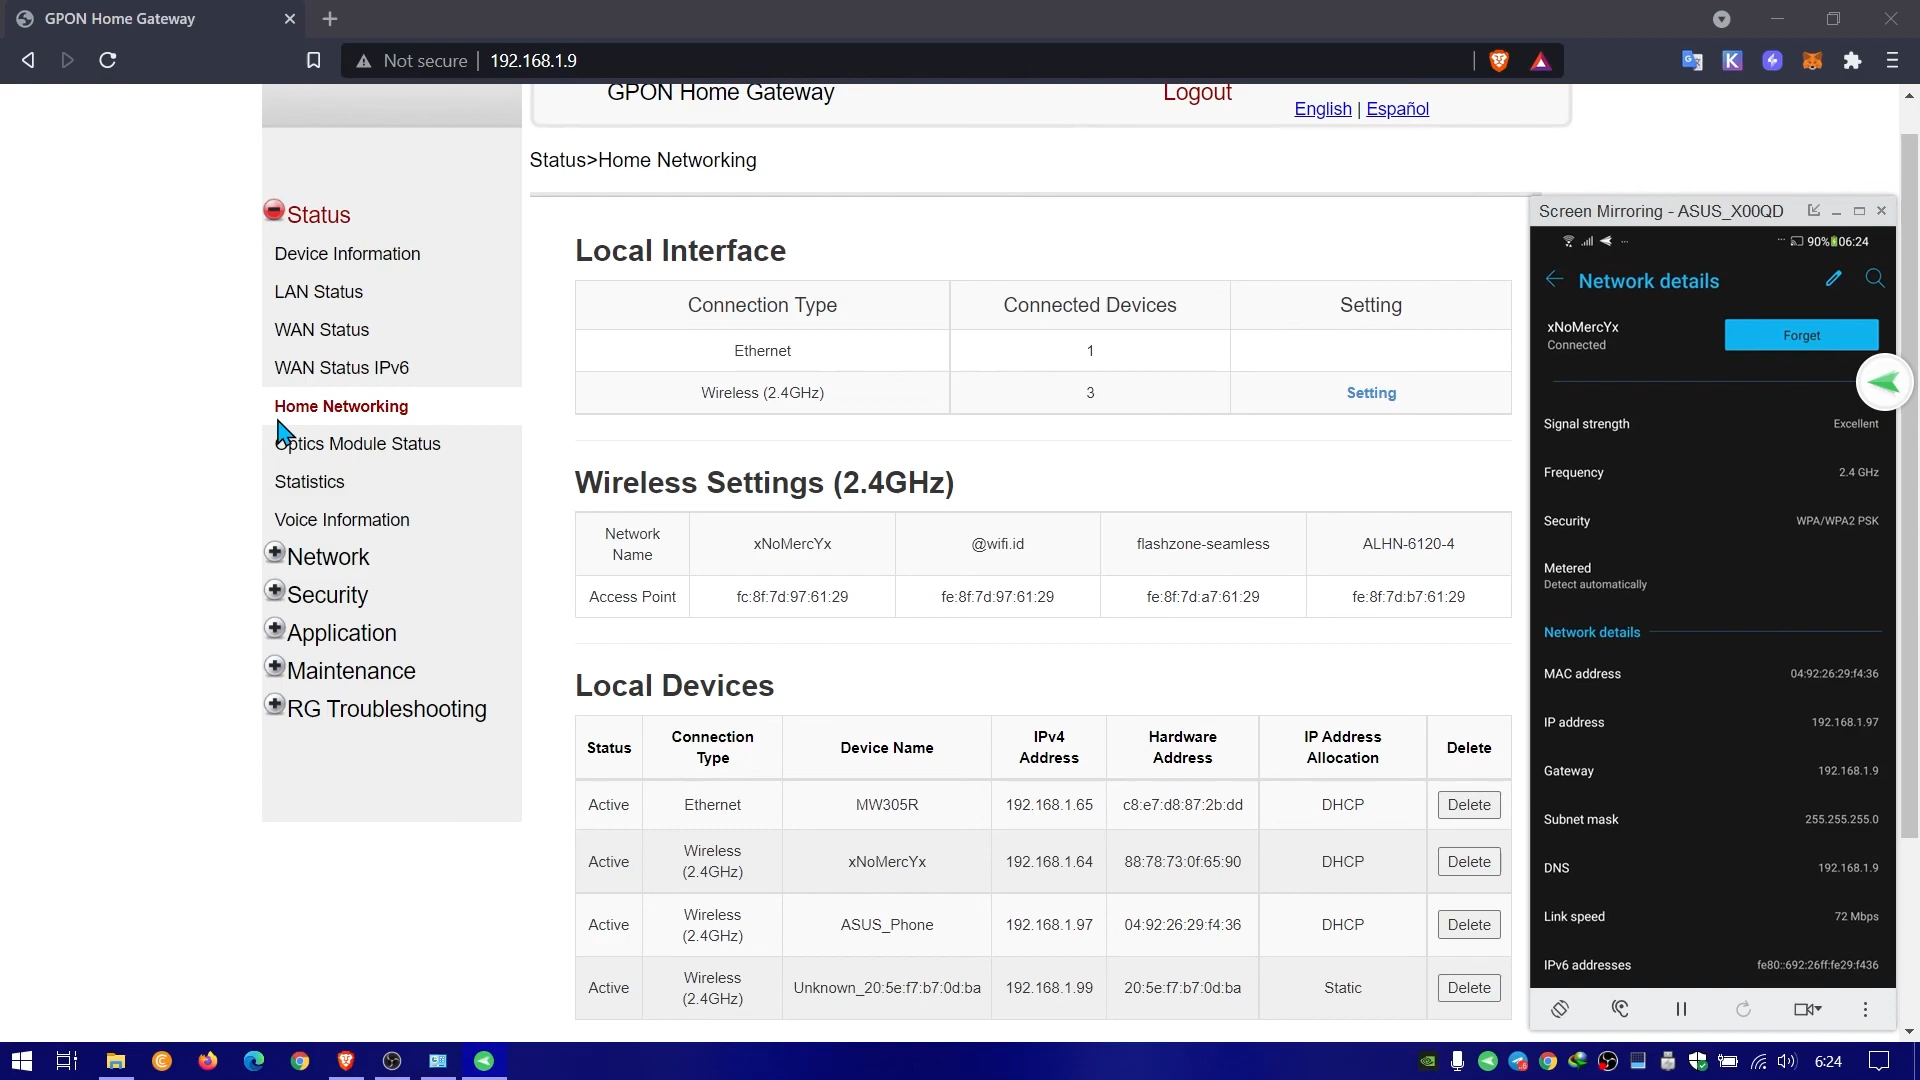 GPON Home Gateway
Not secure
192.168.1.9
GPON Home Gateway
Logout
English | Español
Status>Home Networking
Status
Device Information
LAN Status
WAN Status
WAN Status IPv6
Home Networking
Optics Module Status
Statistics
Voice Information
Network
Security
Application
Maintenance
RG Troubleshooting
Local Interface
Connection Type Connected Devices Setting
Ethernet 1
Wireless (2.4GHz) 3 Setting
Wireless Settings (2.4GHz)
Network Name xNoMercYx @wifi.id flashzone-seamless ALHN-6120-4
Access Point fc:8f:7d:97:61:29 fe:8f:7d:97:61:29 fe:8f:7d:a7:61:29 fe:8f:7d:b7:61:29
Local Devices
Status Connection Type Device Name IPv4 Address Hardware Address IP Address Allocation Delete
Active Ethernet MW305R 192.168.1.65 c8:e7:d8:87:2b:dd DHCP Delete
Active Wireless (2.4GHz) xNoMercYx 192.168.1.64 88:78:73:0f:65:90 DHCP Delete
Active Wireless (2.4GHz) ASUS_Phone 192.168.1.97 04:92:26:29:f4:36 DHCP Delete
Active Wireless (2.4GHz) Unknown_20:5e:f7:b7:0d:ba 192.168.1.99 20:5e:f7:b7:0d:ba Static Delete
Screen Mirroring - ASUS_X00QD
90% 06:24
Network details
xNoMercYx
Connected
Forget
Signal strength Excellent
Frequency 2.4 GHz
Security WPA/WPA2 PSK
Metered
Detect automatically
Network details
MAC address 04:92:26:29:f4:36
IP address 192.168.1.97
Gateway 192.168.1.9
Subnet mask 255.255.255.0
DNS 192.168.1.9
Link speed 72 Mbps
IPv6 addresses fe80::692:26ff:fe29:f436
6:24